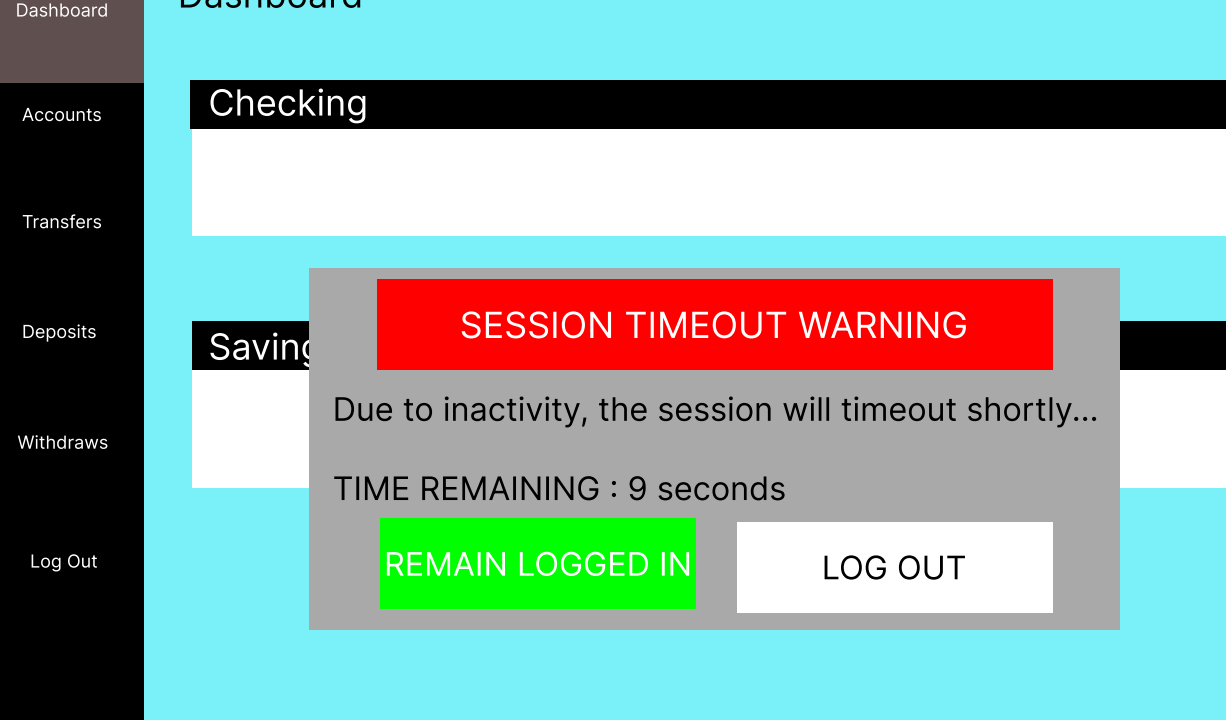 Dashboard
Dashboard
Accounts
Transfers
Deposits
Withdraws
Log Out
Checking
Saving
SESSION TIMEOUT WARNING
Due to inactivity, the session will timeout shortly...
TIME REMAINING : 9 seconds
REMAIN LOGGED IN
LOG OUT